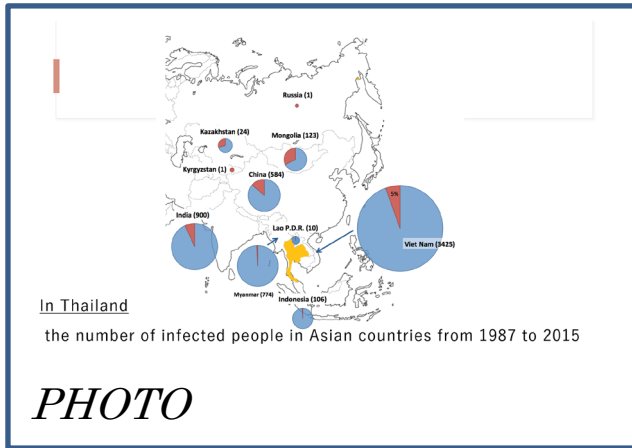 Russia (1)
Kazakhstan (24)
Mongolia (123)
Kyrgyzstan (1)
China (584)
5%
India (900)
Lao P.D.R. (10)
Viet Nam (3425)
Myanmar (774)
Indonesia (106)
In Thailand
the number of infected people in Asian countries from 1987 to 2015
PHOTO